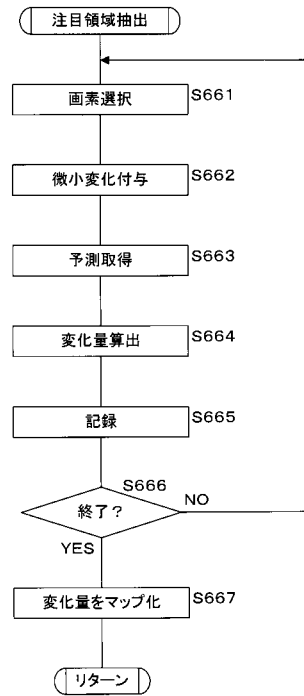 注目領域抽出
画素選択 S661
微小変化付与 S662
予測取得 S663
変化量算出 S664
記録 S665
S666
終了? NO
YES
変化量をマップ化 S667
リターン